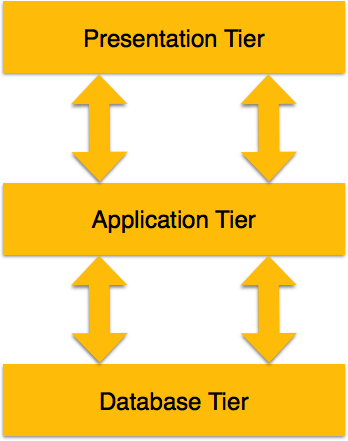 Presentation Tier
Application Tier
Database Tier